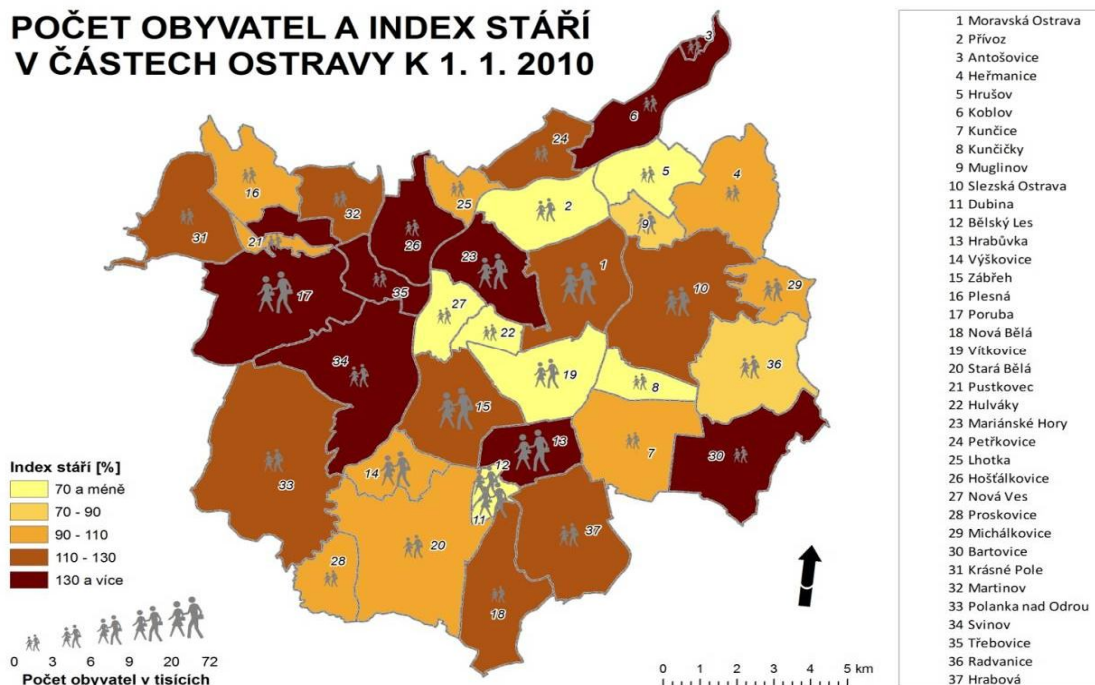 POČET OBYVATEL A INDEX STÁŘÍ
V ČÁSTECH OSTRAVY K 1. 1. 2010
3
6
24
5
4
16
25
2
9
32
31
21
26
23
1
10
29
17
35
27
22
34
19
8
36
15
13
7
30
12
14
33
11
20
37
28
18
Index stáří [%]
70 a méně
70 - 90
90 - 110
110 - 130
130 a více
0 3 6 9 20 72
Počet obyvatel v tisících
0 1 2 3 4 5 km
1 Moravská Ostrava
2 Přívoz
3 Antošovice
4 Heřmanice
5 Hrušov
6 Koblov
7 Kunčice
8 Kunčičky
9 Muglinov
10 Slezská Ostrava
11 Dubina
12 Bělský Les
13 Hrabůvka
14 Výškovice
15 Zábřeh
16 Plesná
17 Poruba
18 Nová Bělá
19 Vítkovice
20 Stará Bělá
21 Pustkovec
22 Hulváky
23 Mariánské Hory
24 Petřkovice
25 Lhotka
26 Hošťálkovice
27 Nová Ves
28 Proskovice
29 Michálkovice
30 Bartovice
31 Krásné Pole
32 Martinov
33 Polanka nad Odrou
34 Svinov
35 Třebovice
36 Radvanice
37 Hrabová